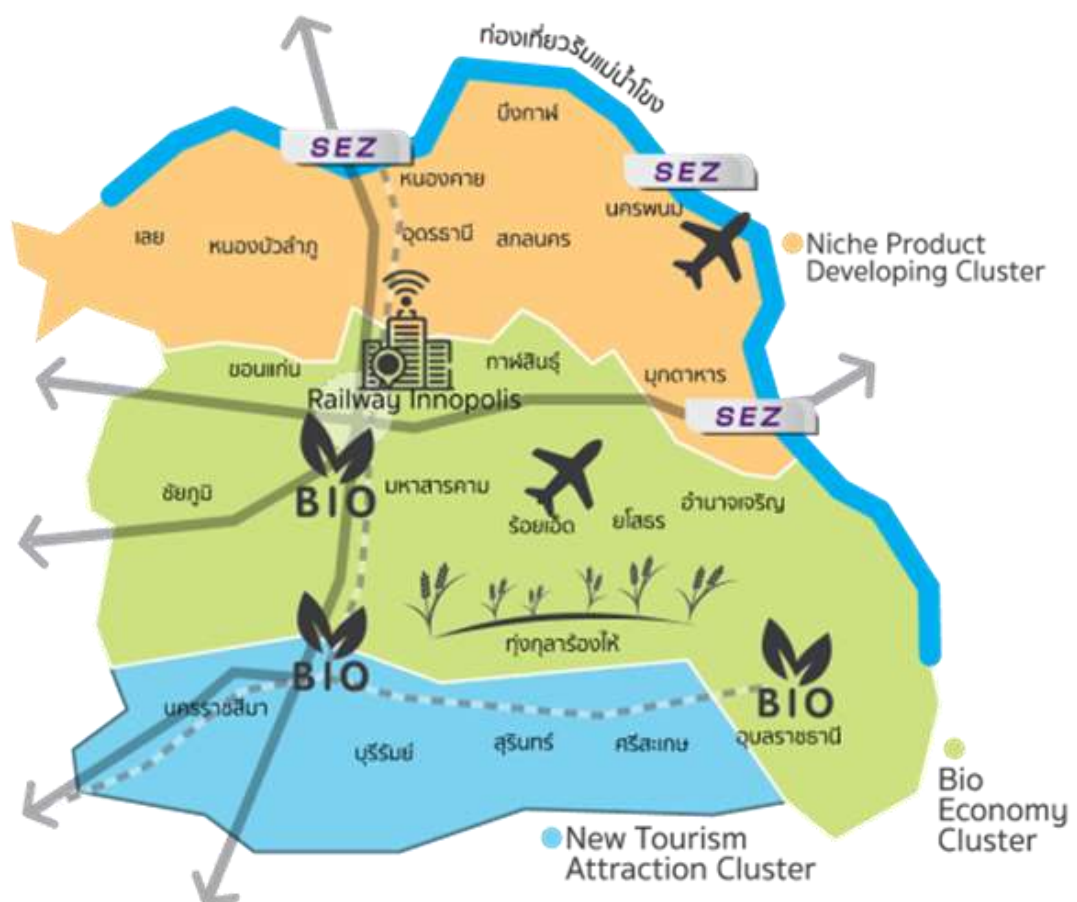 ท่องเที่ยวริมแม่น้ำโขง
บึงกาฬ
SEZ
SEZ
หนองคาย
นครพนม
เลย
หนองบัวลำภู
อุดรธานี
สกลนคร
Niche Product
Developing Cluster
ขอนแก่น
กาฬสินธุ์
มุกดาหาร
Railway Innopolis
SEZ
ชัยภูมิ
BIO
มหาสารคาม
ร้อยเอ็ด
ยโสธร
อำนาจเจริญ
ทุ่งกุลาร้องไห้
BIO
BIO
นครราชสีมา
บุรีรัมย์
สุรินทร์
ศรีสะเกษ
อุบลราชธานี
Bio
Economy
Cluster
New Tourism
Attraction Cluster